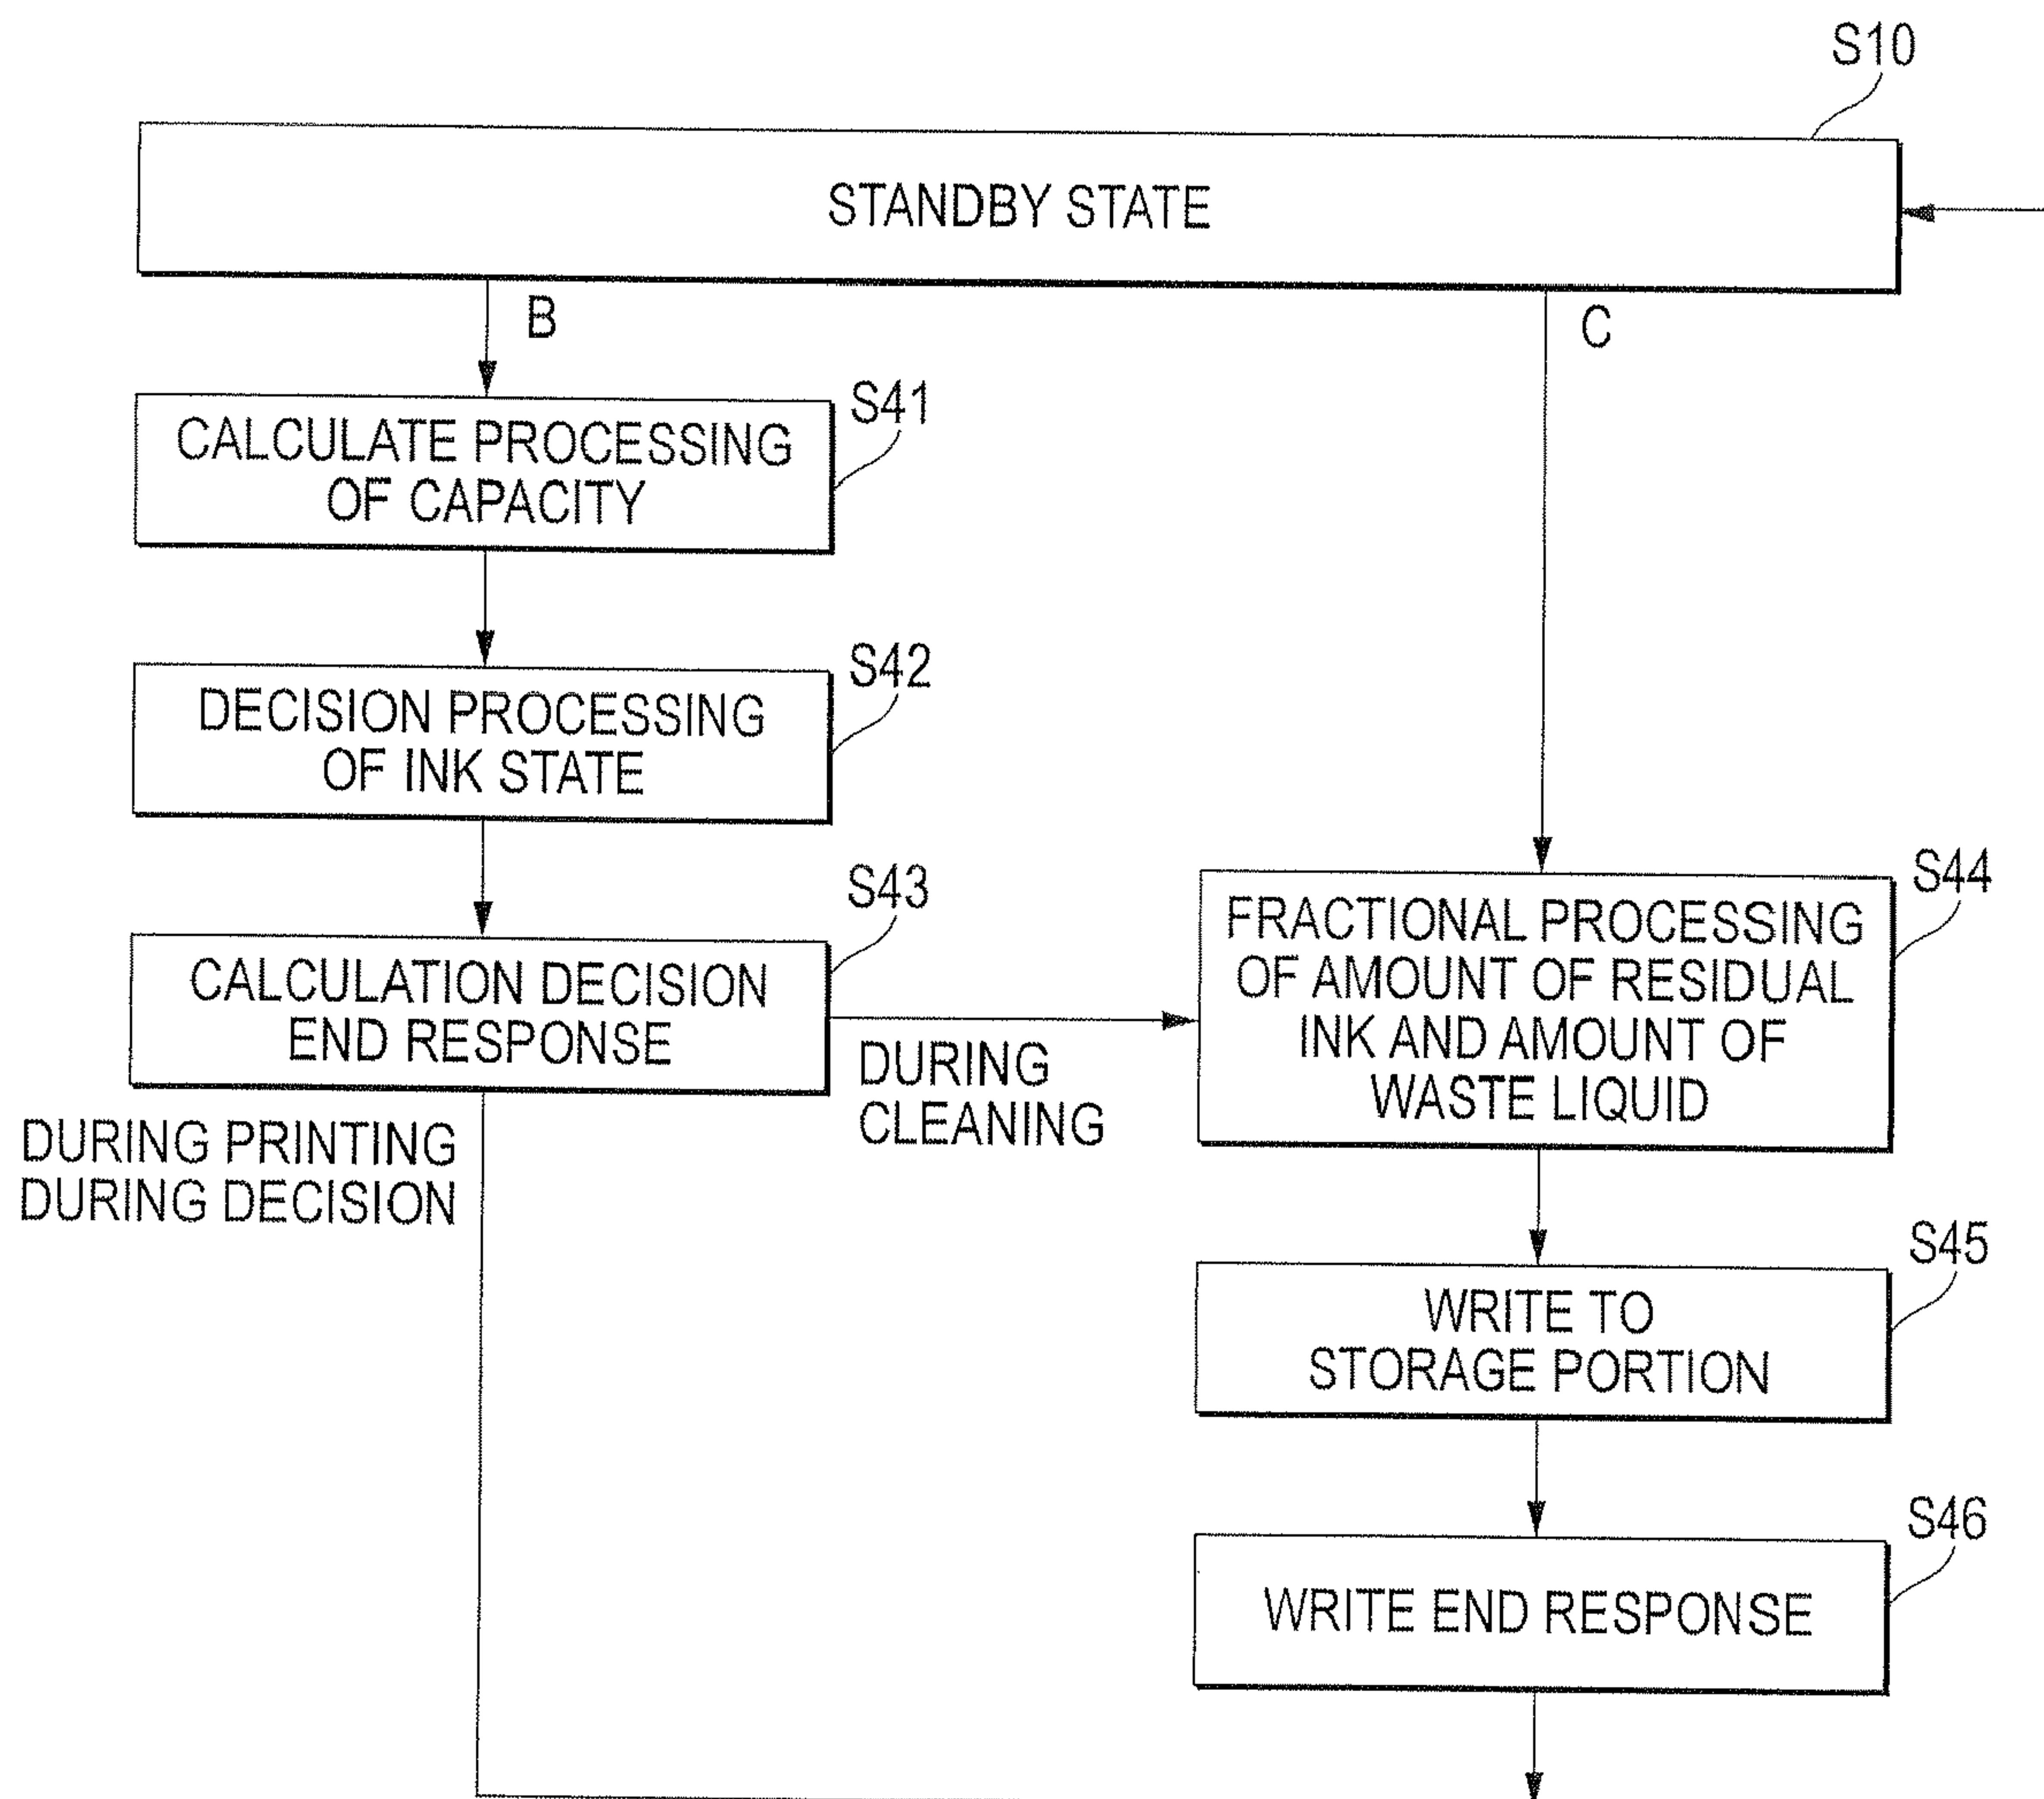 S10
STANDBY STATE
B
C
S41
CALCULATE PROCESSING
OF CAPACITY
S42
DECISION PROCESSING
OF INK STATE
S43
CALCULATION DECISION
END RESPONSE
DURING
CLEANING
DURING PRINTING
DURING DECISION
S44
FRACTIONAL PROCESSING
OF AMOUNT OF RESIDUAL
INK AND AMOUNT OF
WASTE LIQUID
S45
WRITE TO
STORAGE PORTION
S46
WRITE END RESPONSE